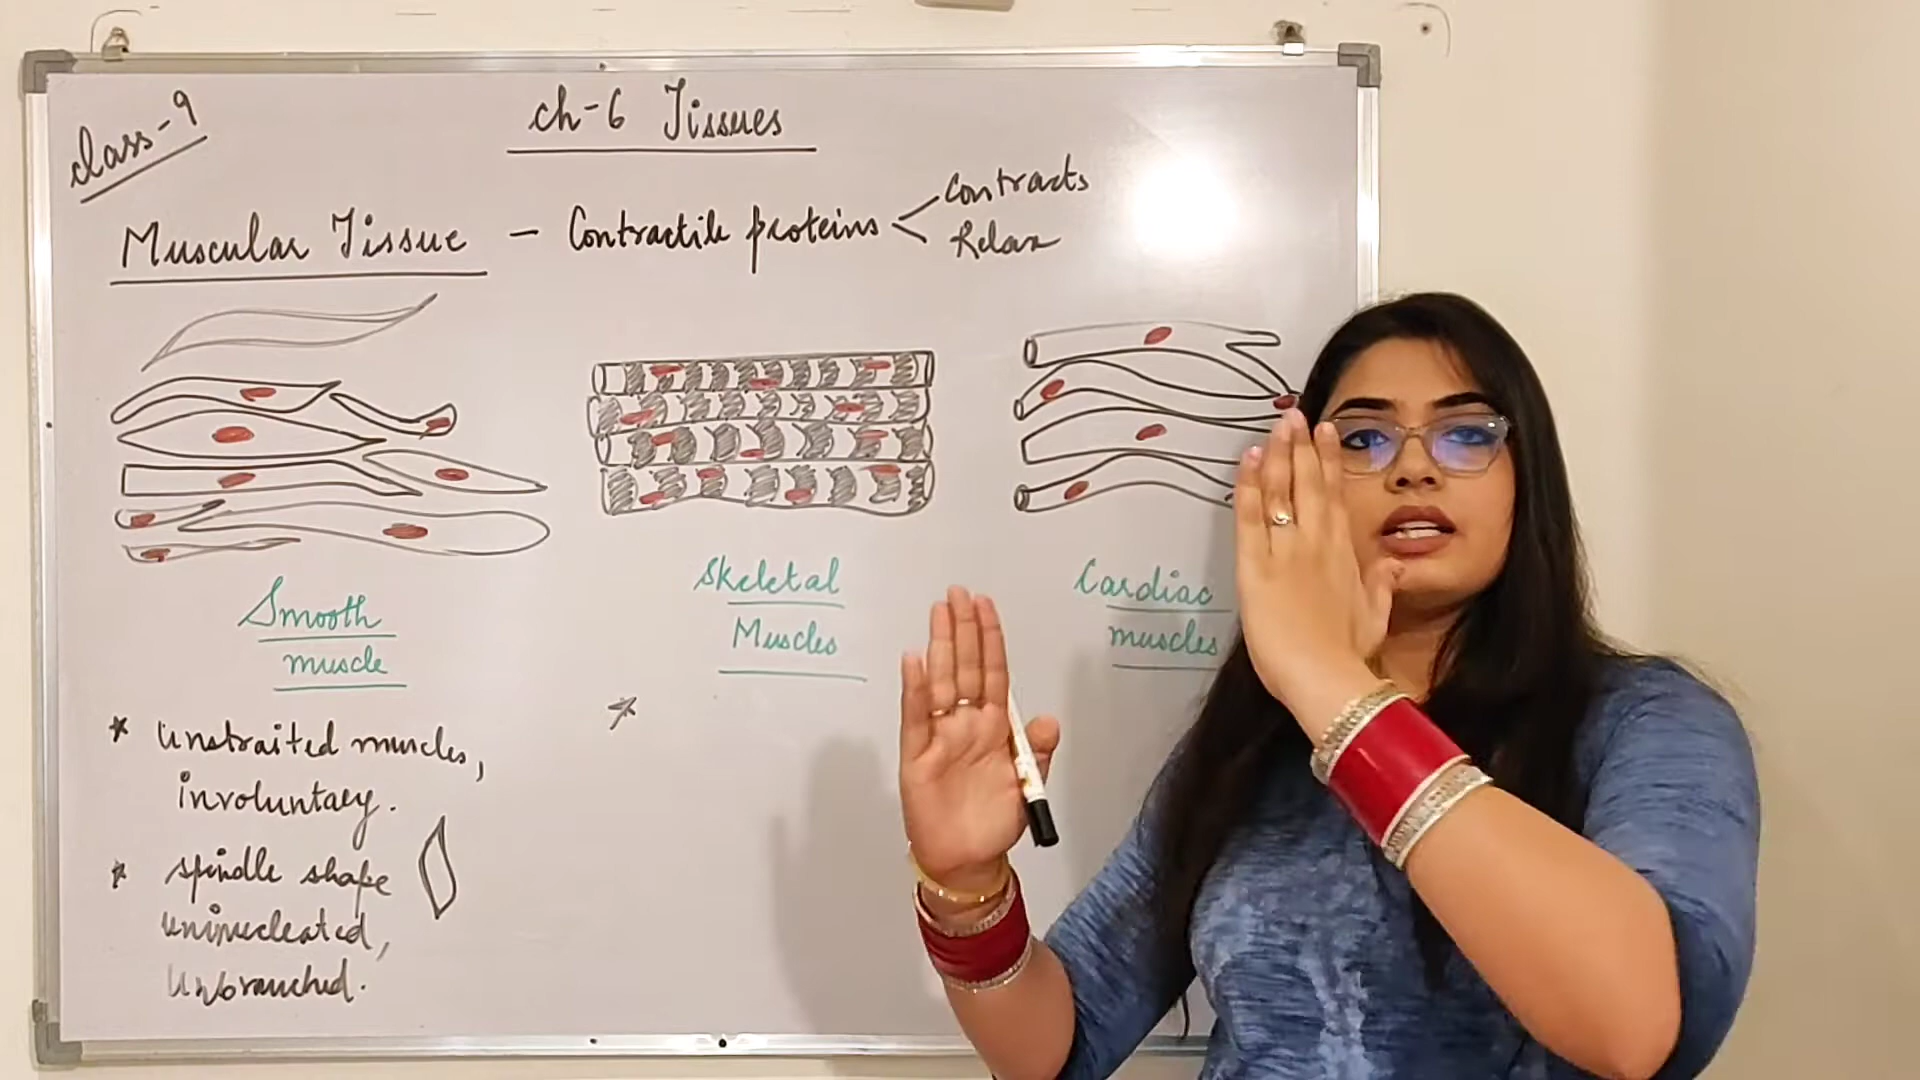 class-9
ch-6 Tissues
Muscular Tissue - Contractile proteins < Contracts
Relax
Smooth
muscle
Skeletal
Muscles
Cardiac
muscles
* Unstraited muscles,
involuntary.
* spindle shape
Uninucleated,
Unbranched.
*